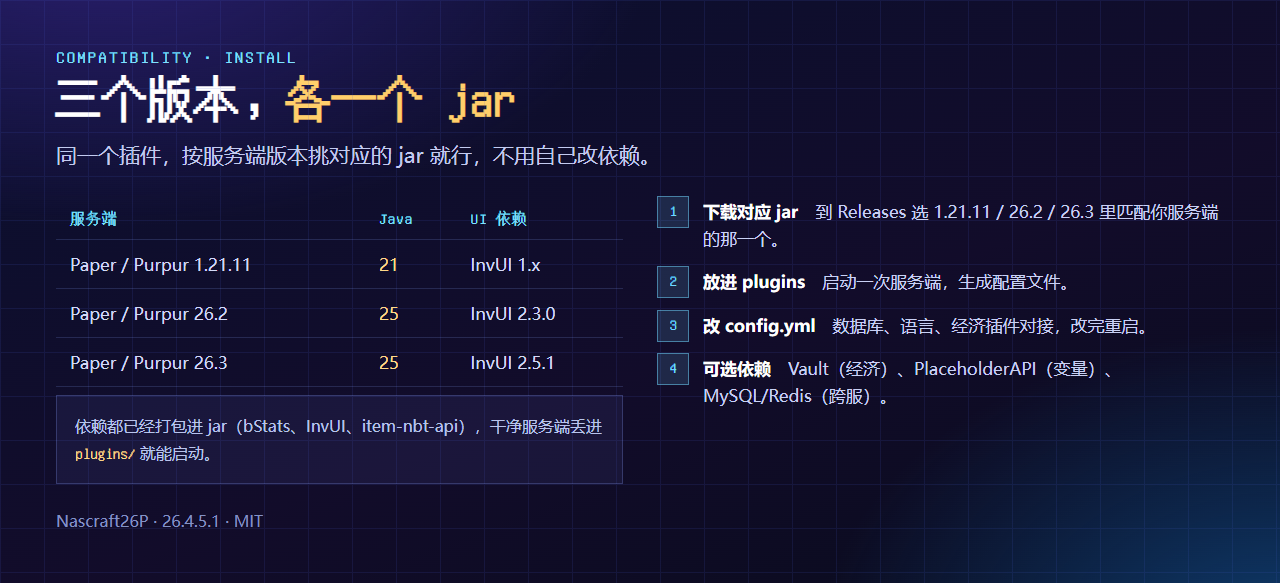 COMPATIBILITY · INSTALL
三个版本，各一个 jar
同一个插件，按服务端版本挑对应的 jar 就行，不用自己改依赖。
服务端 Java UI 依赖
Paper / Purpur 1.21.11 21 InvUI 1.x
Paper / Purpur 26.2 25 InvUI 2.3.0
Paper / Purpur 26.3 25 InvUI 2.5.1
依赖都已经打包进 jar（bStats、InvUI、item-nbt-api），干净服务端丢进
plugins/ 就能启动。
1 下载对应 jar 到 Releases 选 1.21.11 / 26.2 / 26.3 里匹配你服务端
的那一个。
2 放进 plugins 启动一次服务端，生成配置文件。
3 改 config.yml 数据库、语言、经济插件对接，改完重启。
4 可选依赖 Vault（经济）、PlaceholderAPI（变量）、
MySQL/Redis（跨服）。
Nascraft26P · 26.4.5.1 · MIT